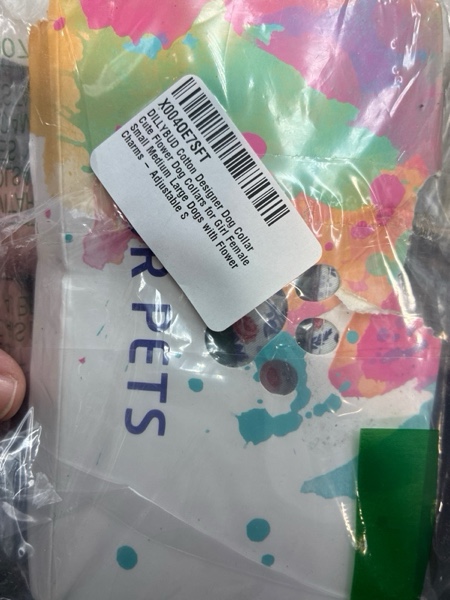 X0040E7SFT
DILLYBUD Cotton Designer Dog Collar
Cute Flower Dog Collars for Girl Female
Small Medium Large Dogs with Flower
Charms – Adjustable S
R PETS